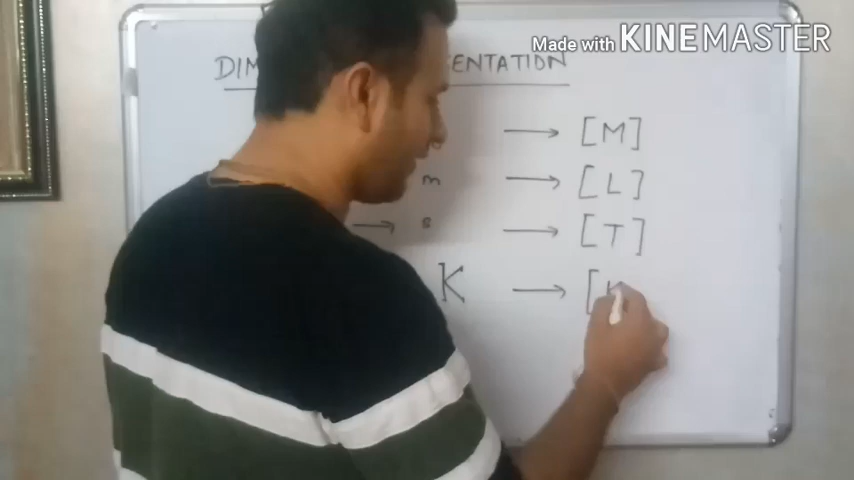 Made with KINEMASTER
DIM ENTATION
→ [M]
m → [L]
→ s → [T]
K → [